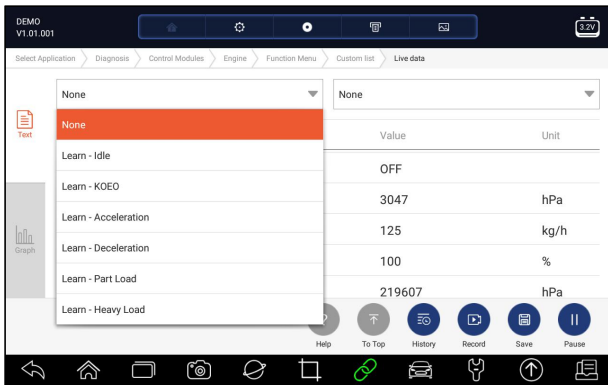 DEMO
V1.01.001
3.2V
Select Application Diagnosis Control Modules Engine Function Menu Custom list Live data
None None
None
Learn - Idle
Learn - KOEO
Learn - Acceleration
Learn - Deceleration
Learn - Part Load
Learn - Heavy Load
Text
Graph
Value Unit
OFF
3047 hPa
125 kg/h
100 %
219607 hPa
Help To Top History Record Save Pause